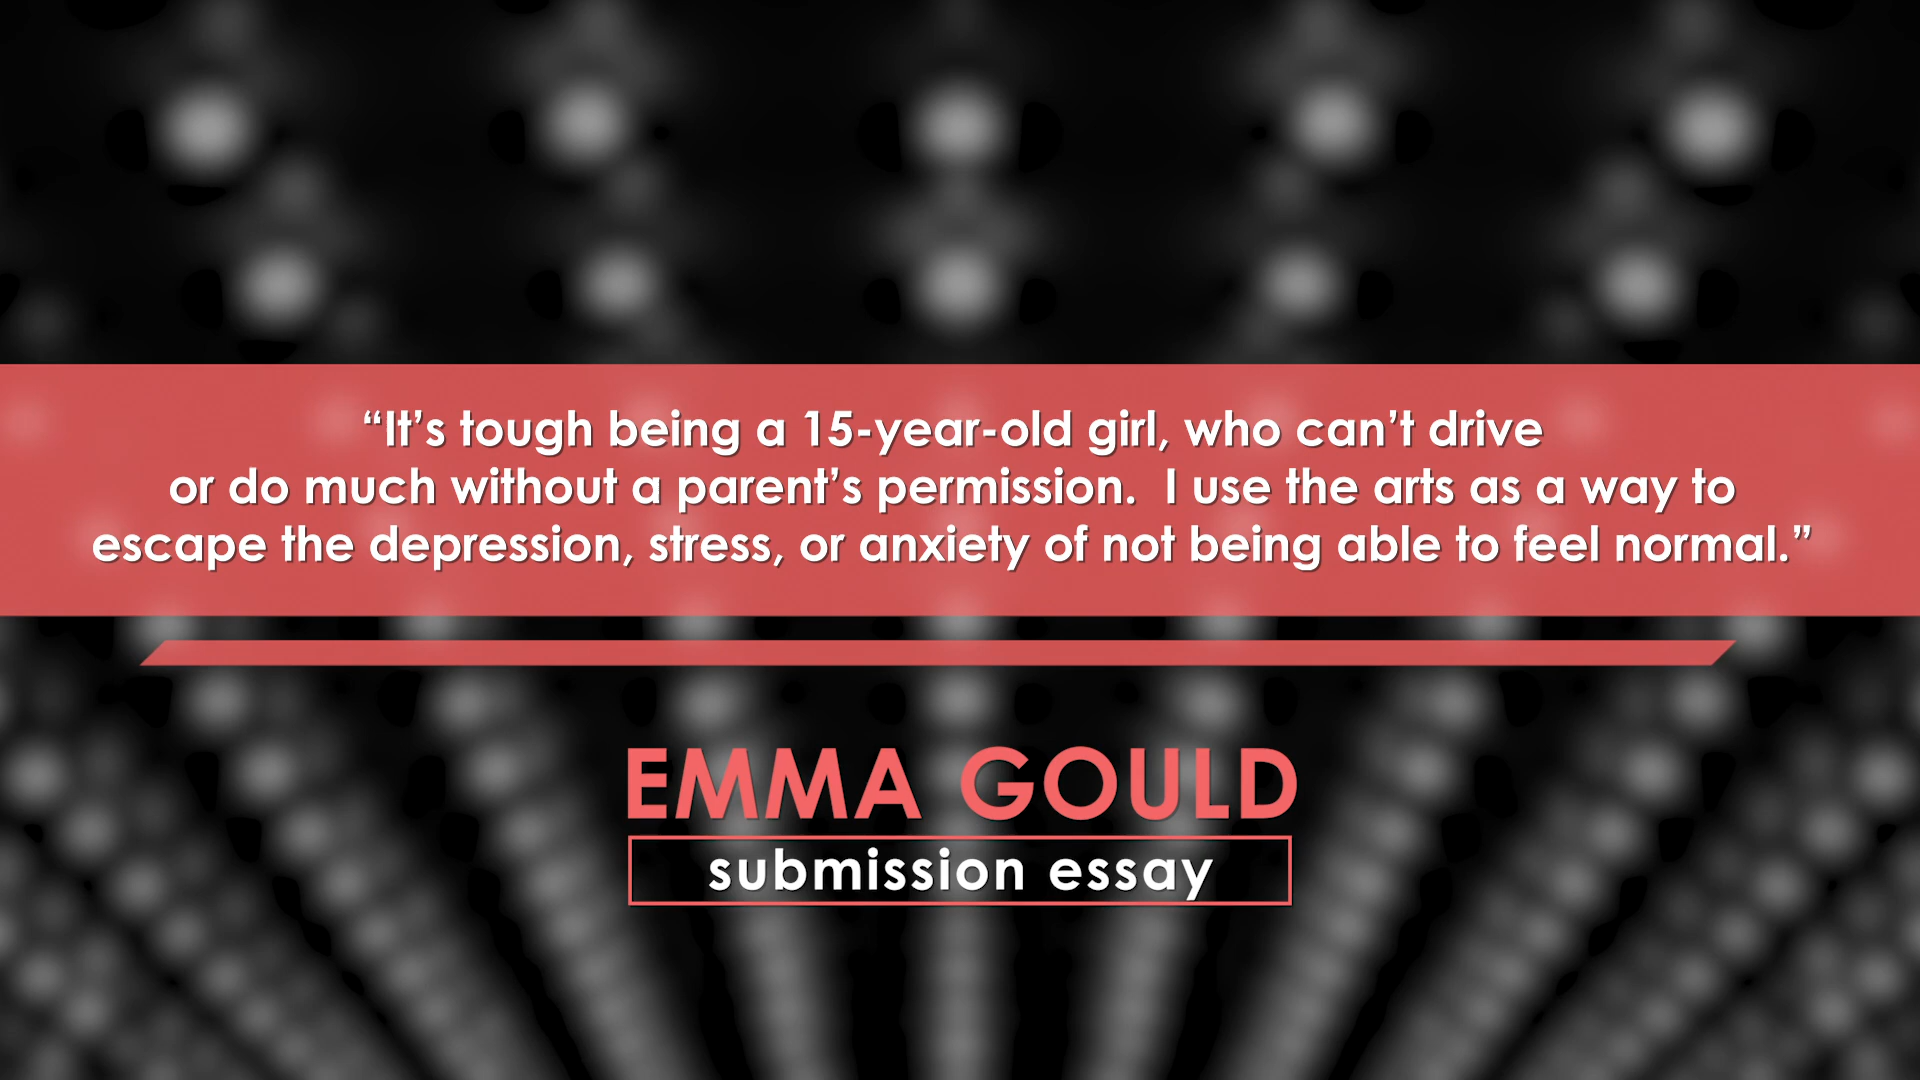 “It’s tough being a 15-year-old girl, who can’t drive
or do much without a parent’s permission.  I use the arts as a way to
escape the depression, stress, or anxiety of not being able to feel normal.”
EMMA GOULD
submission essay